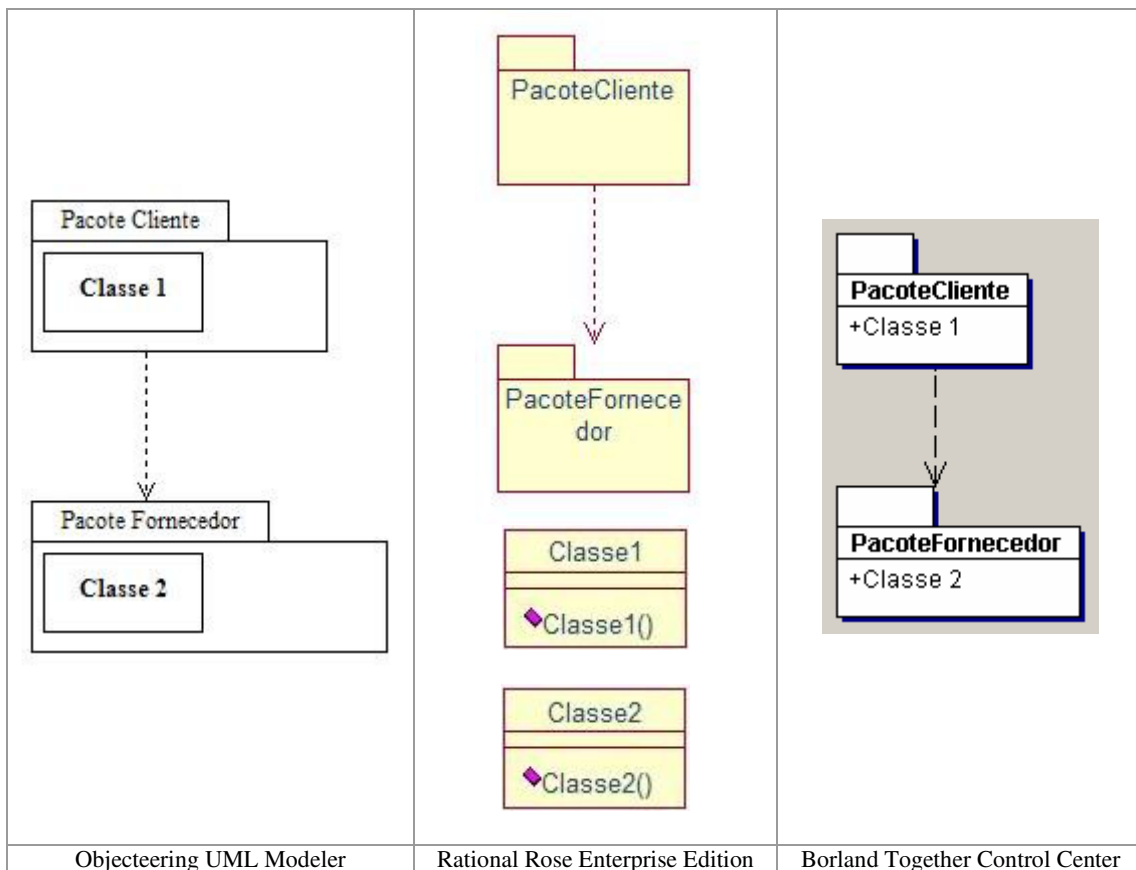 Pacote Cliente
Classe 1
Pacote Fornecedor
Classe 2
Objecteering UML Modeler
PacoteCliente
PacoteFornece
dor
Classe1
Classe1()
Classe2
Classe2()
Rational Rose Enterprise Edition
PacoteCliente
+Classe 1
PacoteFornecedor
+Classe 2
Borland Together Control Center